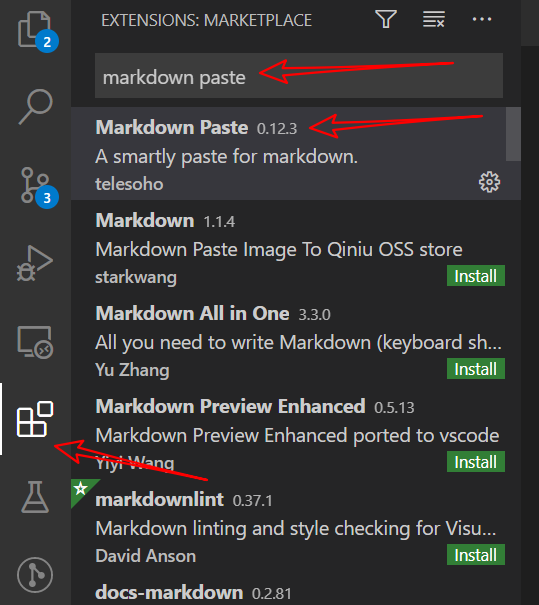 EXTENSIONS: MARKETPLACE
2
markdown paste
Markdown Paste 0.12.3
A smartly paste for markdown.
telesoho
3
Markdown 1.1.4
Markdown Paste Image To Qiniu OSS store
starkwang Install
Markdown All in One 3.3.0
All you need to write Markdown (keyboard sh...
Yu Zhang Install
Markdown Preview Enhanced 0.5.13
Markdown Preview Enhanced ported to vscode
Yiyi Wang Install
markdownlint 0.37.1
Markdown linting and style checking for Visu...
David Anson Install
docs-markdown 0.2.81